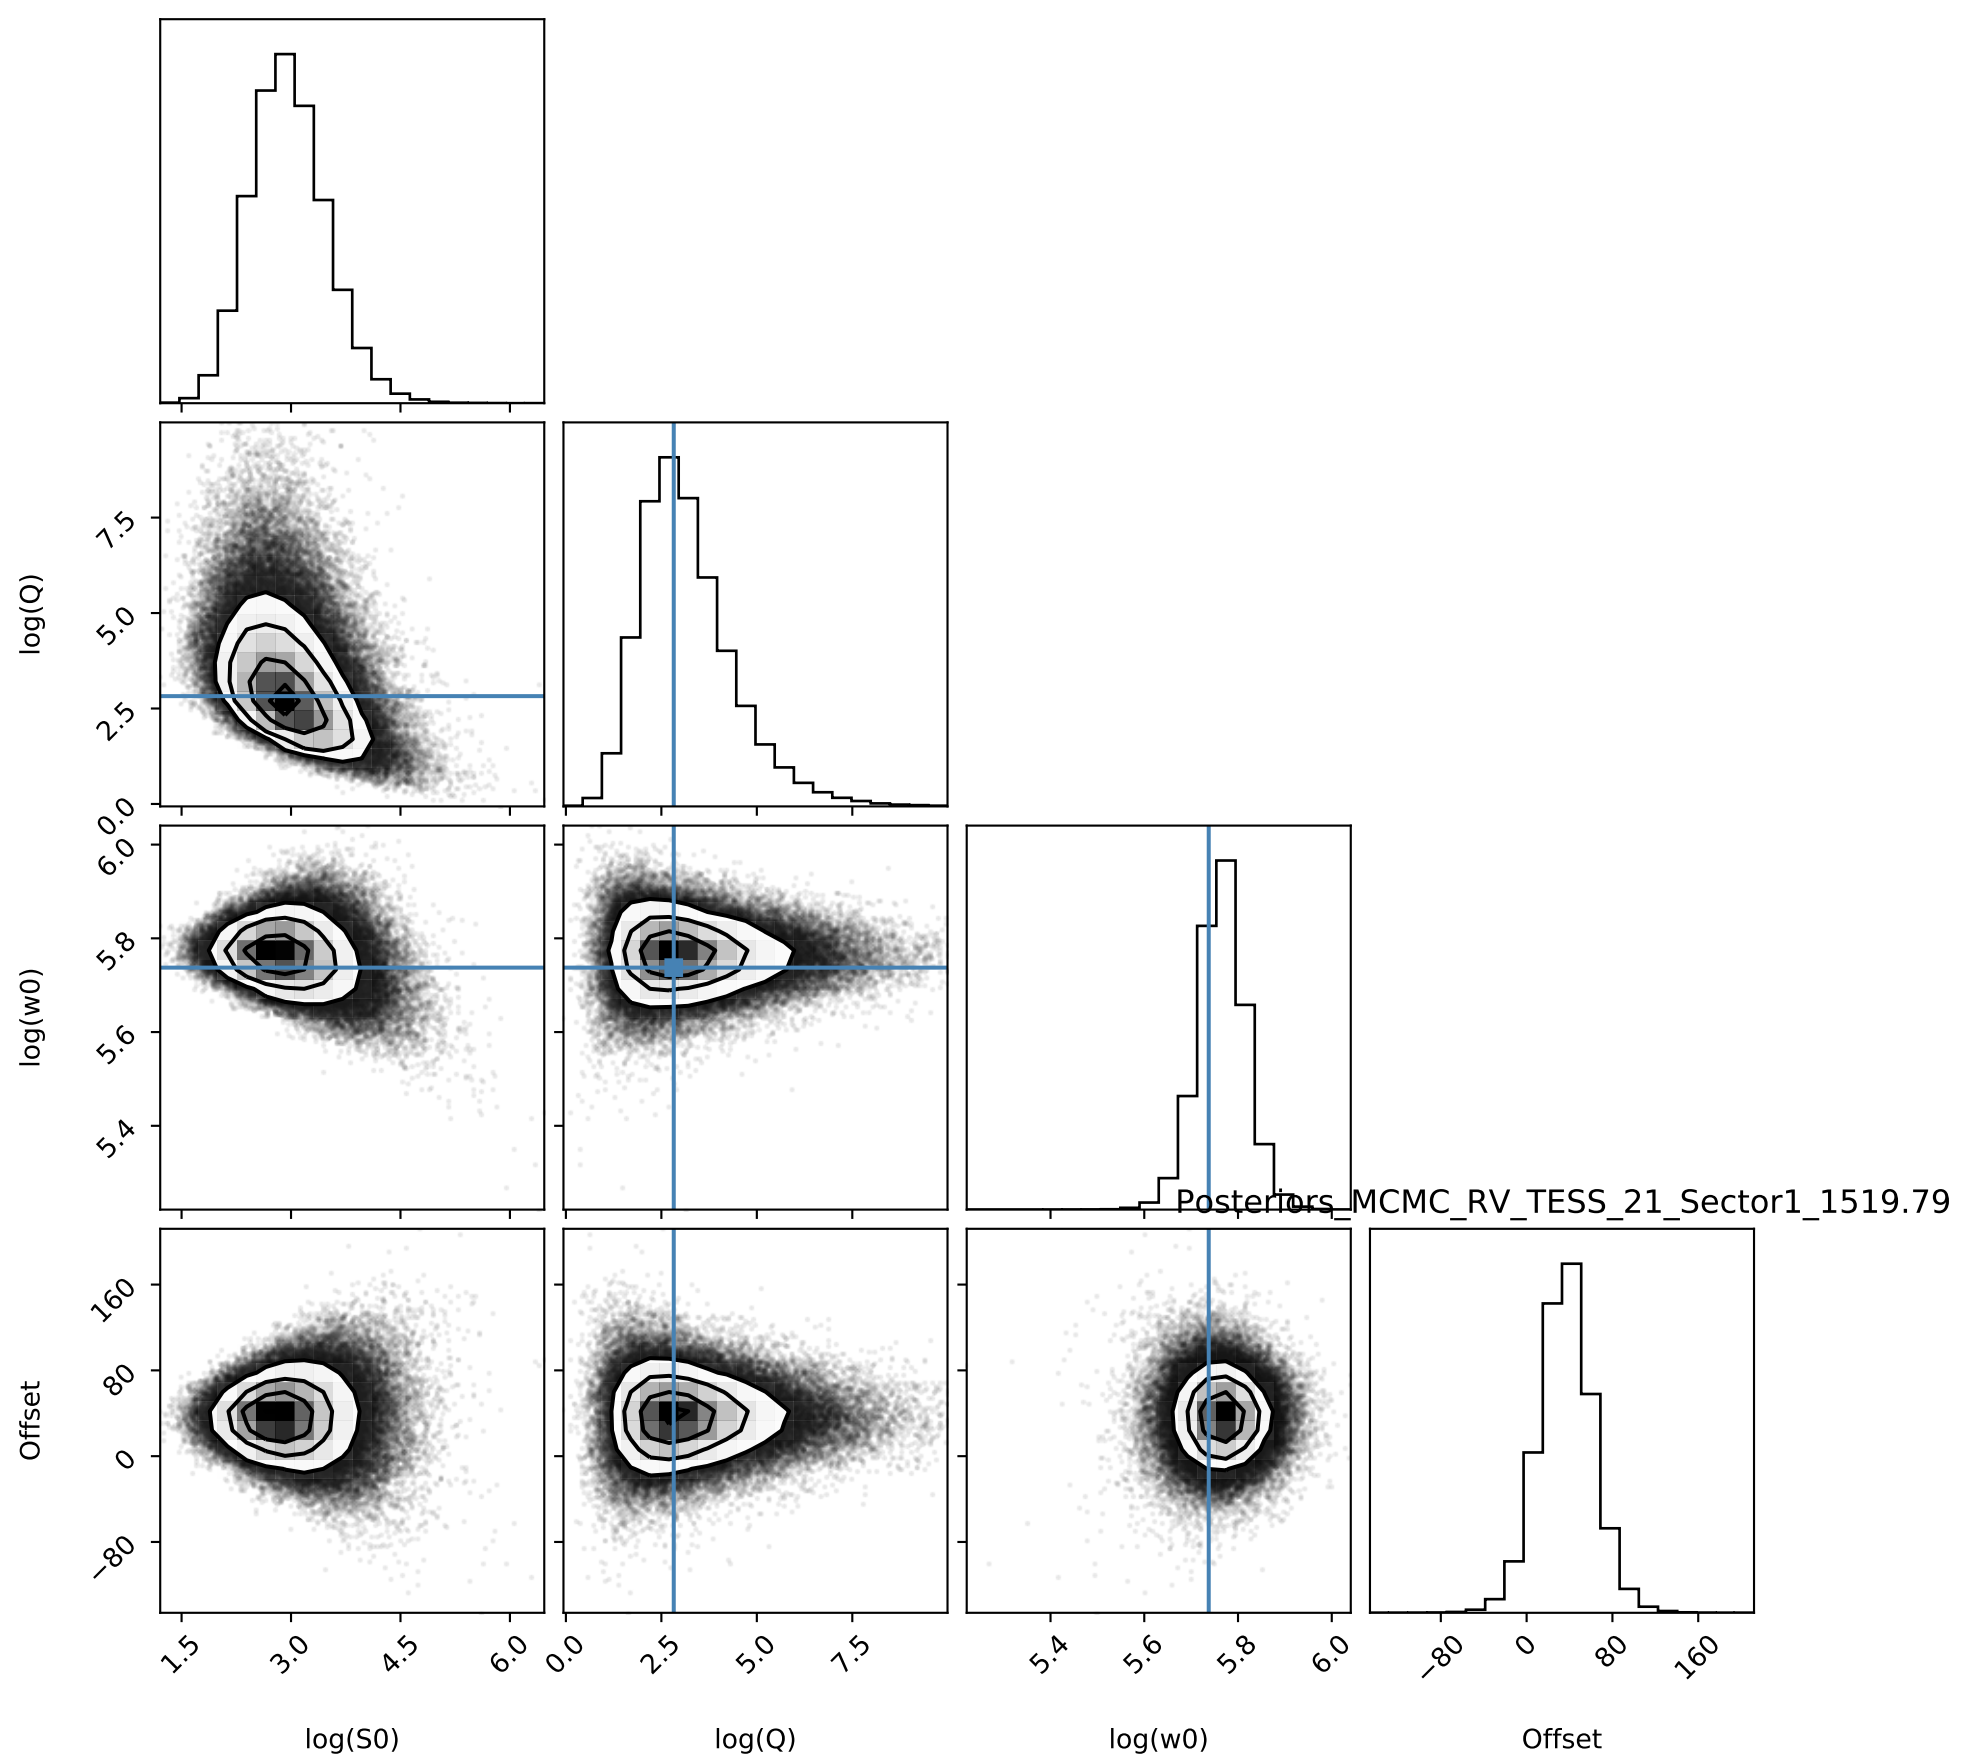 log(Q)
7.5
5.0
2.5
0.0
log(w0)
6.0
5.8
5.6
5.4
Posteriors_MCMC_RV_TESS_21_Sector1_1519.79
Offset
160
80
0
−80
1.5 3.0 4.5 6.0 0.0 2.5 5.0 7.5 5.4 5.6 5.8 6.0 −80 0 80 160
log(S0) log(Q) log(w0) Offset